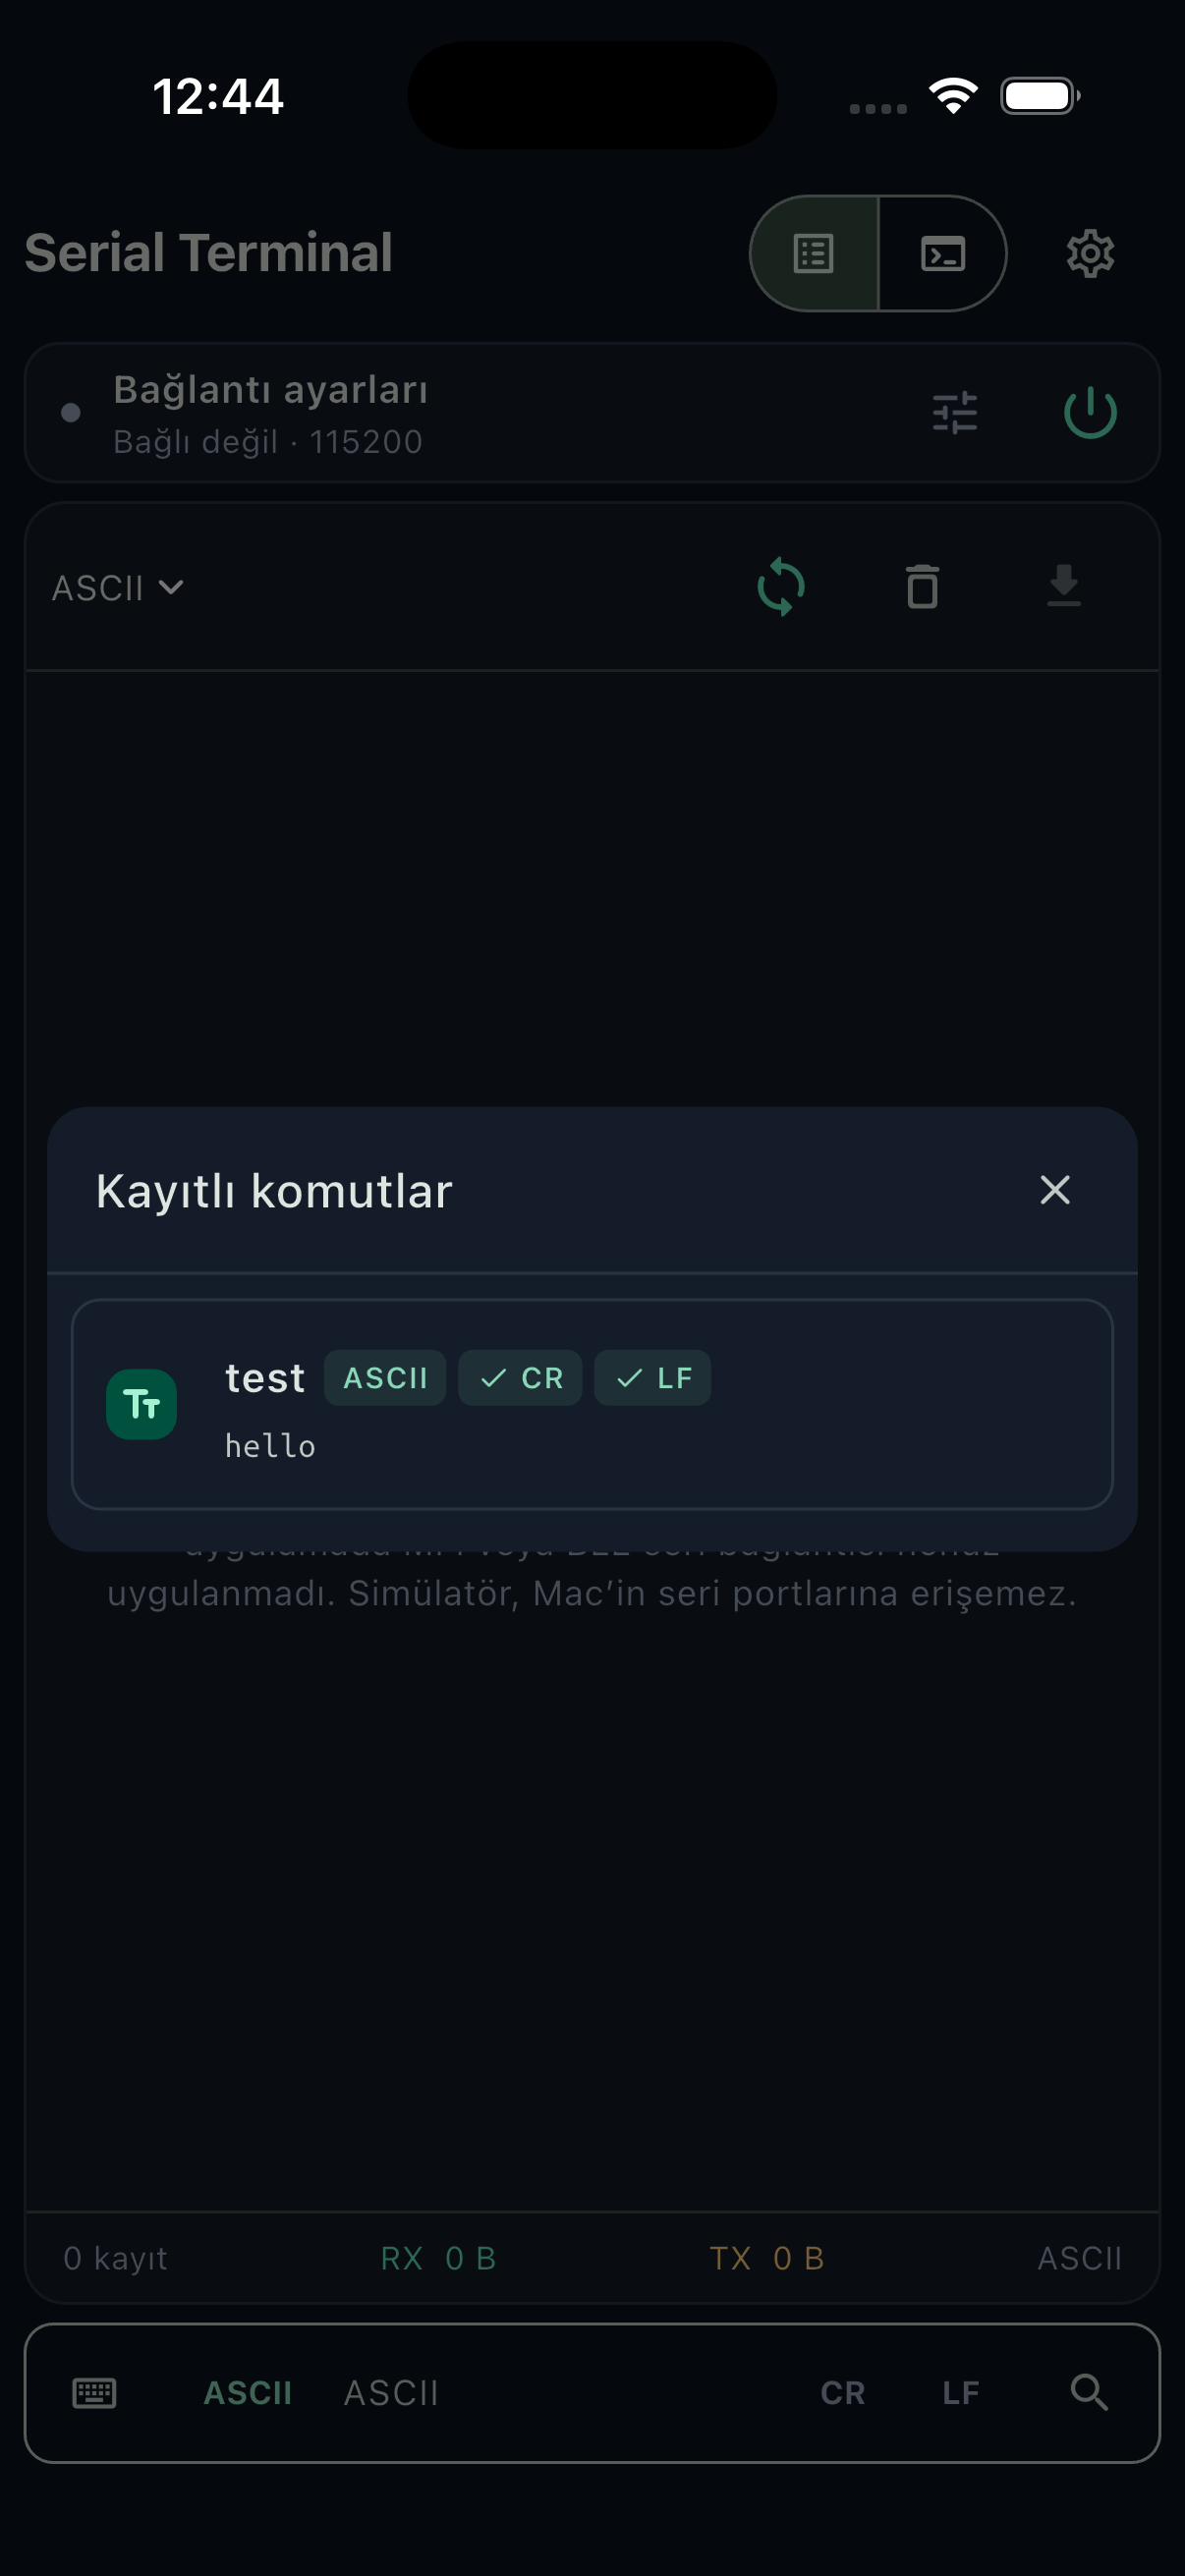 12:44
Serial Terminal
Bağlantı ayarları
Bağlı değil · 115200
ASCII
Kayıtlı komutlar
test ASCII CR LF
hello
uygulanmadı. Simülatör, Mac’in seri portlarına erişemez.
0 kayıt RX 0 B TX 0 B ASCII
ASCII ASCII CR LF